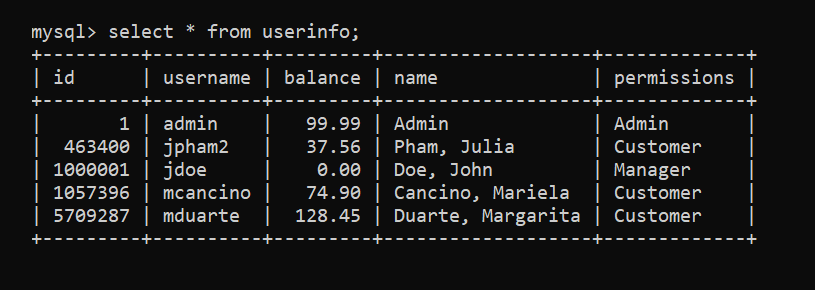 mysql> select * from userinfo;
+---------+----------+---------+-------------------+-------------+
| id      | username | balance | name              | permissions |
+---------+----------+---------+-------------------+-------------+
|       1 | admin    |   99.99 | Admin             | Admin       |
|  463400 | jpham2   |   37.56 | Pham, Julia       | Customer    |
| 1000001 | jdoe     |    0.00 | Doe, John         | Manager     |
| 1057396 | mcancino |   74.90 | Cancino, Mariela  | Customer    |
| 5709287 | mduarte  |  128.45 | Duarte, Margarita | Customer    |
+---------+----------+---------+-------------------+-------------+